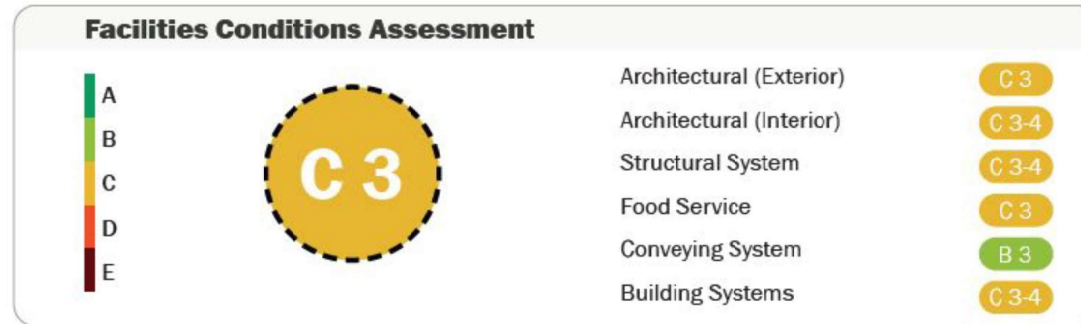 Facilities Conditions Assessment
A
B
C
D
E
C 3
Architectural (Exterior) C 3
Architectural (Interior) C 3-4
Structural System C 3-4
Food Service C 3
Conveying System B 3
Building Systems C 3-4